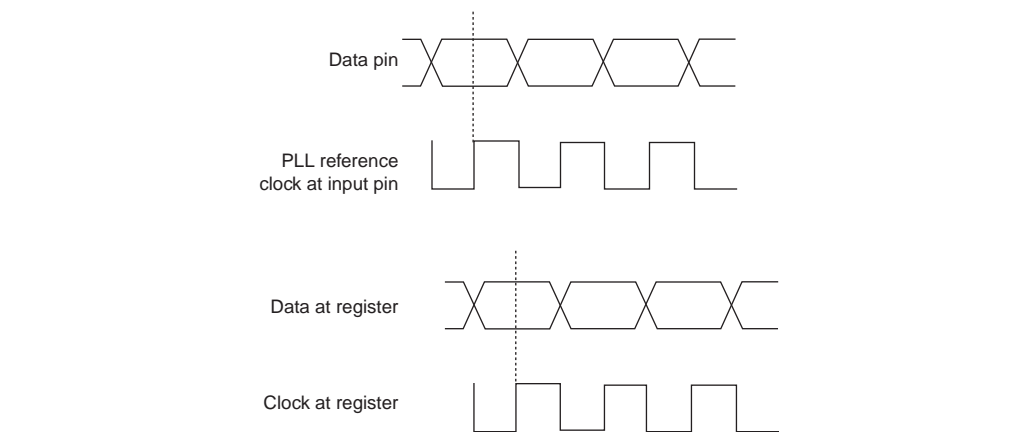 Data pin
PLL reference
clock at input pin
Data at register
Clock at register